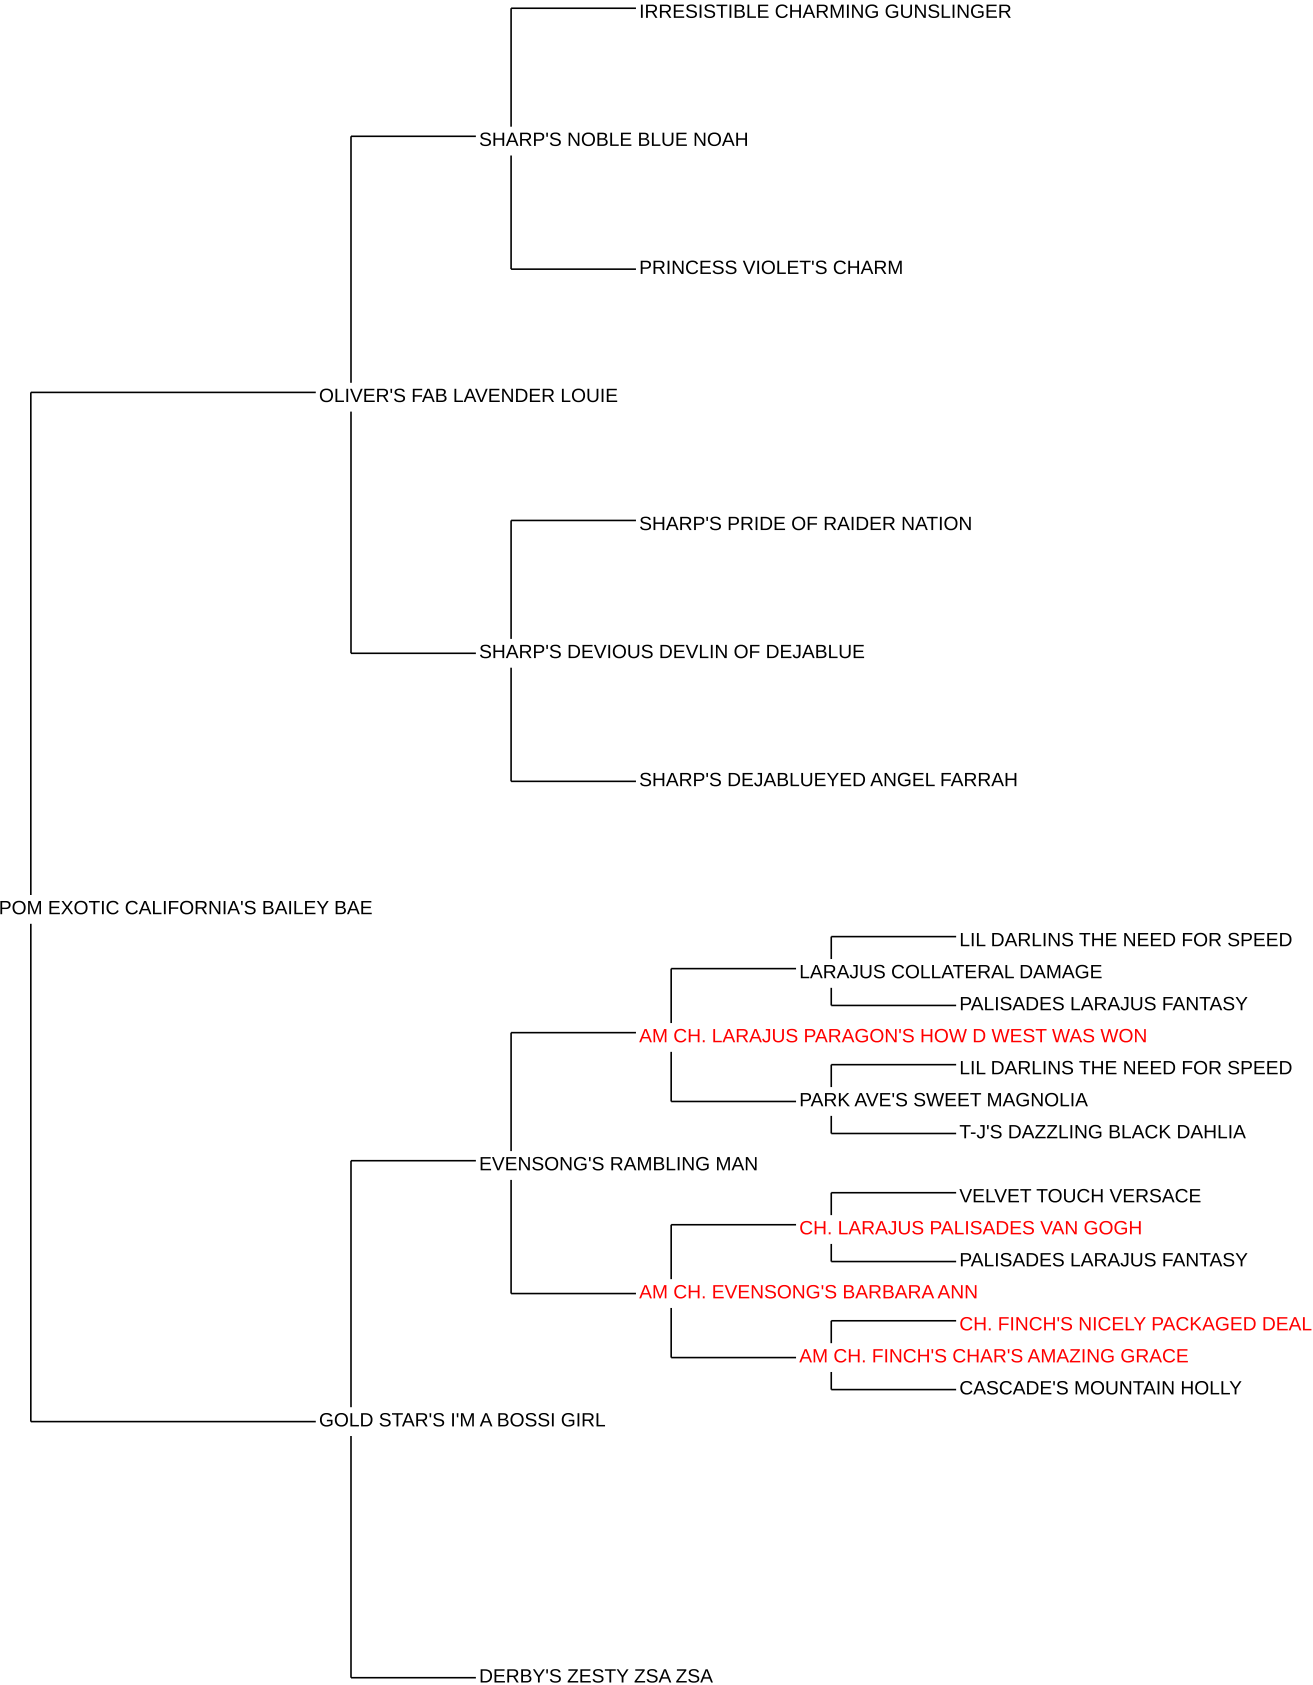 IRRESISTIBLE CHARMING GUNSLINGER
SHARP'S NOBLE BLUE NOAH
PRINCESS VIOLET'S CHARM
OLIVER'S FAB LAVENDER LOUIE
SHARP'S PRIDE OF RAIDER NATION
SHARP'S DEVIOUS DEVLIN OF DEJABLUE
SHARP'S DEJABLUEYED ANGEL FARRAH
POM EXOTIC CALIFORNIA'S BAILEY BAE
LIL DARLINS THE NEED FOR SPEED
LARAJUS COLLATERAL DAMAGE
PALISADES LARAJUS FANTASY
AM CH. LARAJUS PARAGON'S HOW D WEST WAS WON
LIL DARLINS THE NEED FOR SPEED
PARK AVE'S SWEET MAGNOLIA
T-J'S DAZZLING BLACK DAHLIA
EVENSONG'S RAMBLING MAN
VELVET TOUCH VERSACE
CH. LARAJUS PALISADES VAN GOGH
PALISADES LARAJUS FANTASY
AM CH. EVENSONG'S BARBARA ANN
CH. FINCH'S NICELY PACKAGED DEAL
AM CH. FINCH'S CHAR'S AMAZING GRACE
CASCADE'S MOUNTAIN HOLLY
GOLD STAR'S I'M A BOSSI GIRL
DERBY'S ZESTY ZSA ZSA